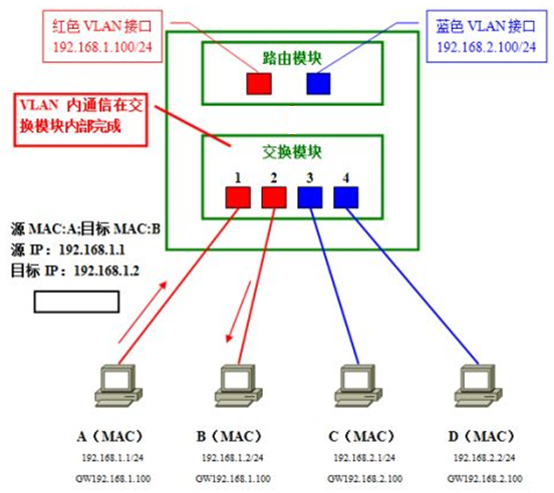 红色 VLAN 接口
192.168.1.100/24
蓝色 VLAN 接口
192.168.2.100/24
路由模块
VLAN 内通信在交
换模块内部完成
交换模块
1 2 3 4
源 MAC:A;目标 MAC:B
源 IP：192.168.1.1
目标 IP：192.168.1.2
A（MAC） B（MAC） C（MAC） D（MAC）
192.168.1.1/24 192.168.1.2/24 192.168.2.1/24 192.168.2.2/24
GW192.168.1.100 GW192.168.1.100 GW192.168.2.100 GW192.168.2.100